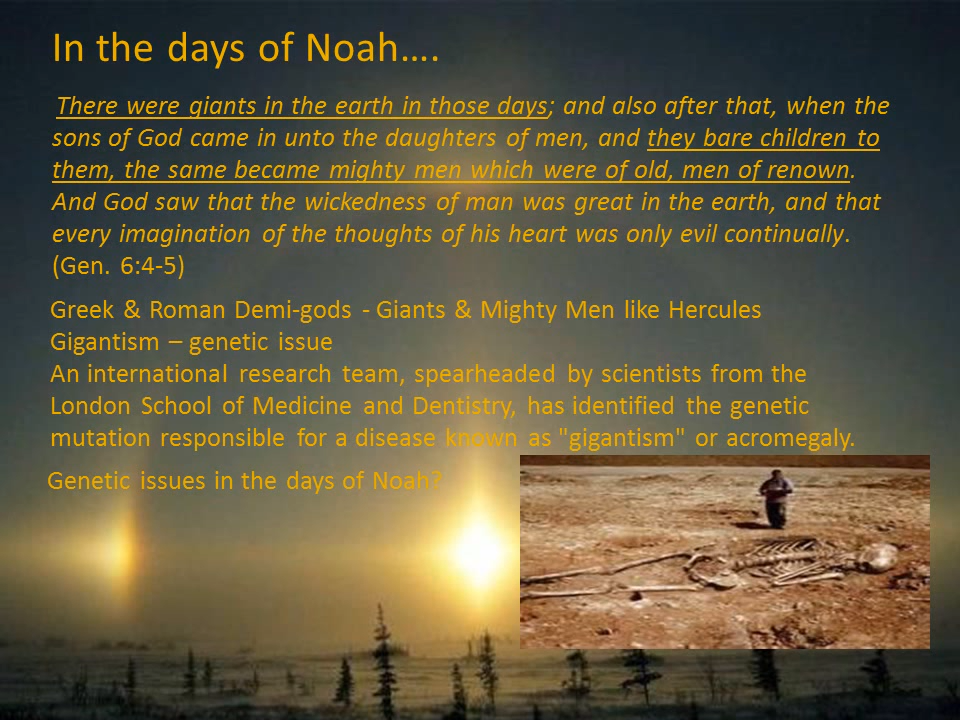 In the days of Noah….
There were giants in the earth in those days; and also after that, when the
sons of God came in unto the daughters of men, and they bare children to
them, the same became mighty men which were of old, men of renown.
And God saw that the wickedness of man was great in the earth, and that
every imagination of the thoughts of his heart was only evil continually.
(Gen. 6:4-5)
Greek & Roman Demi-gods - Giants & Mighty Men like Hercules
Gigantism – genetic issue
An international research team, spearheaded by scientists from the
London School of Medicine and Dentistry, has identified the genetic
mutation responsible for a disease known as "gigantism" or acromegaly.
Genetic issues in the days of Noah?